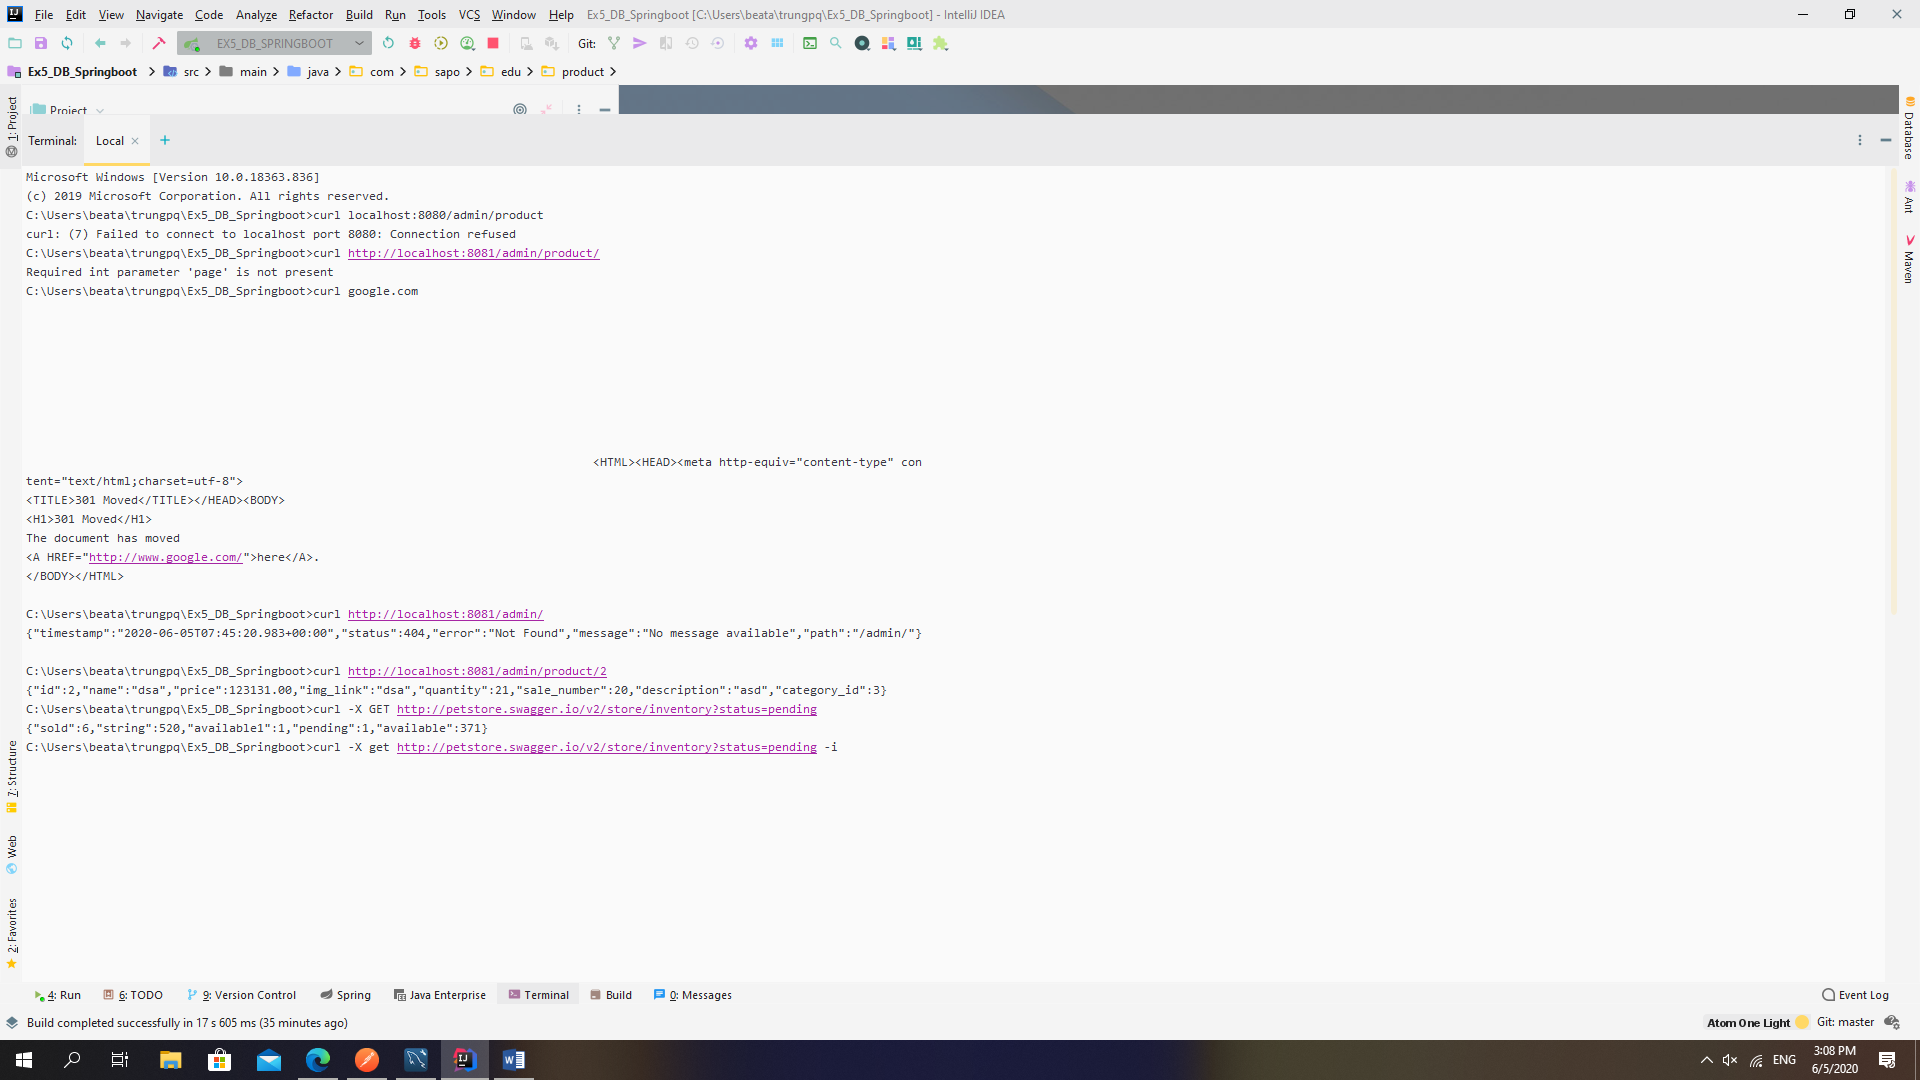 File Edit View Navigate Code Analyze Refactor Build Run Tools VCS Window Help Ex5_DB_Springboot [C:\Users\beata\trungpq\Ex5_DB_Springboot] - IntelliJ IDEA
EX5_DB_SPRINGBOOT Git:
Ex5_DB_Springboot src main java com sapo edu product
Project
1: Project
Terminal: Local
Microsoft Windows [Version 10.0.18363.836]
(c) 2019 Microsoft Corporation. All rights reserved.
C:\Users\beata\trungpq\Ex5_DB_Springboot>curl localhost:8080/admin/product
curl: (7) Failed to connect to localhost port 8080: Connection refused
C:\Users\beata\trungpq\Ex5_DB_Springboot>curl http://localhost:8081/admin/product/
Required int parameter 'page' is not present
C:\Users\beata\trungpq\Ex5_DB_Springboot>curl google.com
<HTML><HEAD><meta http-equiv="content-type" con
tent="text/html;charset=utf-8">
<TITLE>301 Moved</TITLE></HEAD><BODY>
<H1>301 Moved</H1>
The document has moved
<A HREF="http://www.google.com/">here</A>.
</BODY></HTML>
C:\Users\beata\trungpq\Ex5_DB_Springboot>curl http://localhost:8081/admin/
{"timestamp":"2020-06-05T07:45:20.983+00:00","status":404,"error":"Not Found","message":"No message available","path":"/admin/"}
C:\Users\beata\trungpq\Ex5_DB_Springboot>curl http://localhost:8081/admin/product/2
{"id":2,"name":"dsa","price":123131.00,"img_link":"dsa","quantity":21,"sale_number":20,"description":"asd","category_id":3}
C:\Users\beata\trungpq\Ex5_DB_Springboot>curl -X GET http://petstore.swagger.io/v2/store/inventory?status=pending
{"sold":6,"string":520,"available1":1,"pending":1,"available":371}
C:\Users\beata\trungpq\Ex5_DB_Springboot>curl -X get http://petstore.swagger.io/v2/store/inventory?status=pending -i
Database
Ant
Maven
7: Structure
Web
2: Favorites
4: Run 6: TODO 9: Version Control Spring Java Enterprise Terminal Build 0: Messages Event Log
Build completed successfully in 17 s 605 ms (35 minutes ago) Atom One Light Git: master
ENG 3:08 PM
6/5/2020